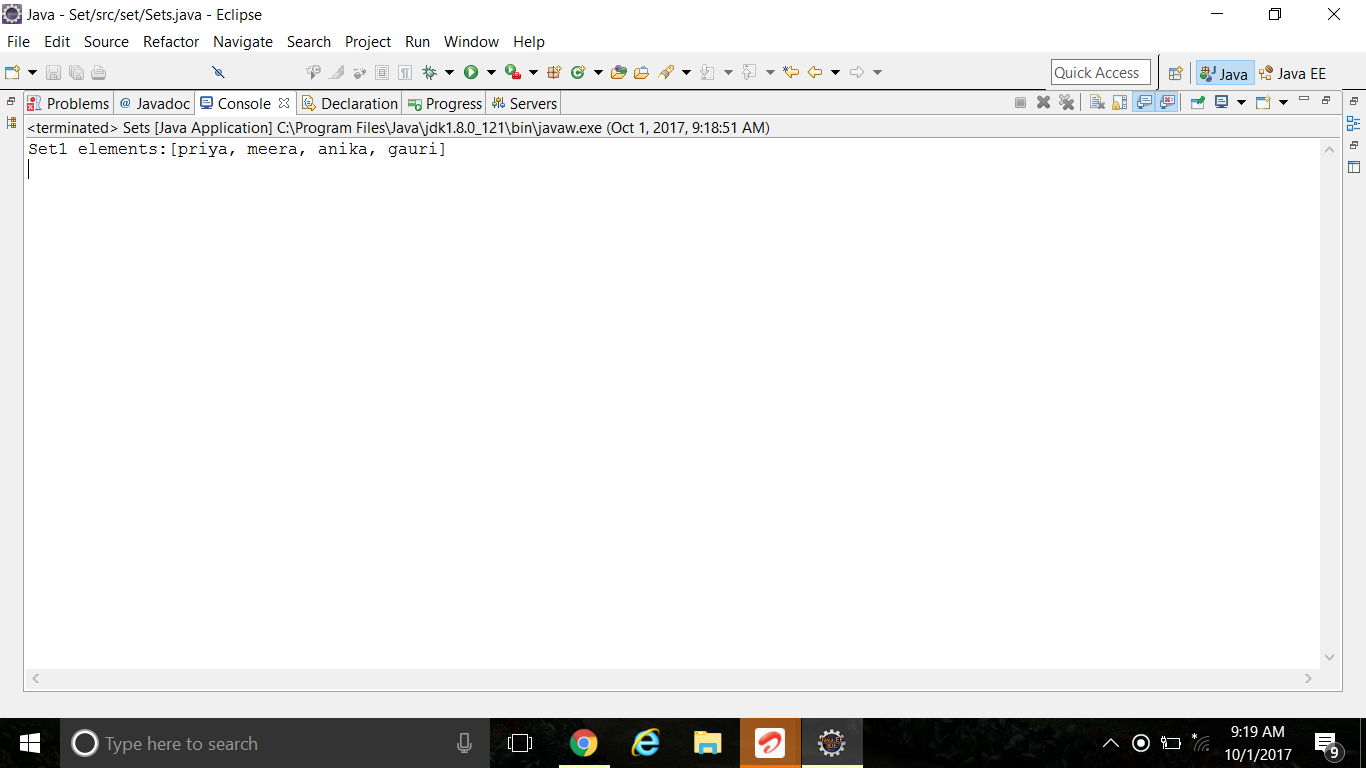 Java - Set/src/set/Sets.java - Eclipse
File Edit Source Refactor Navigate Search Project Run Window Help
Quick Access Java Java EE
Problems @ Javadoc Console Declaration Progress Servers
<terminated> Sets [Java Application] C:\Program Files\Java\jdk1.8.0_121\bin\javaw.exe (Oct 1, 2017, 9:18:51 AM)
Set1 elements:[priya, meera, anika, gauri]
Type here to search
9:19 AM
10/1/2017
9